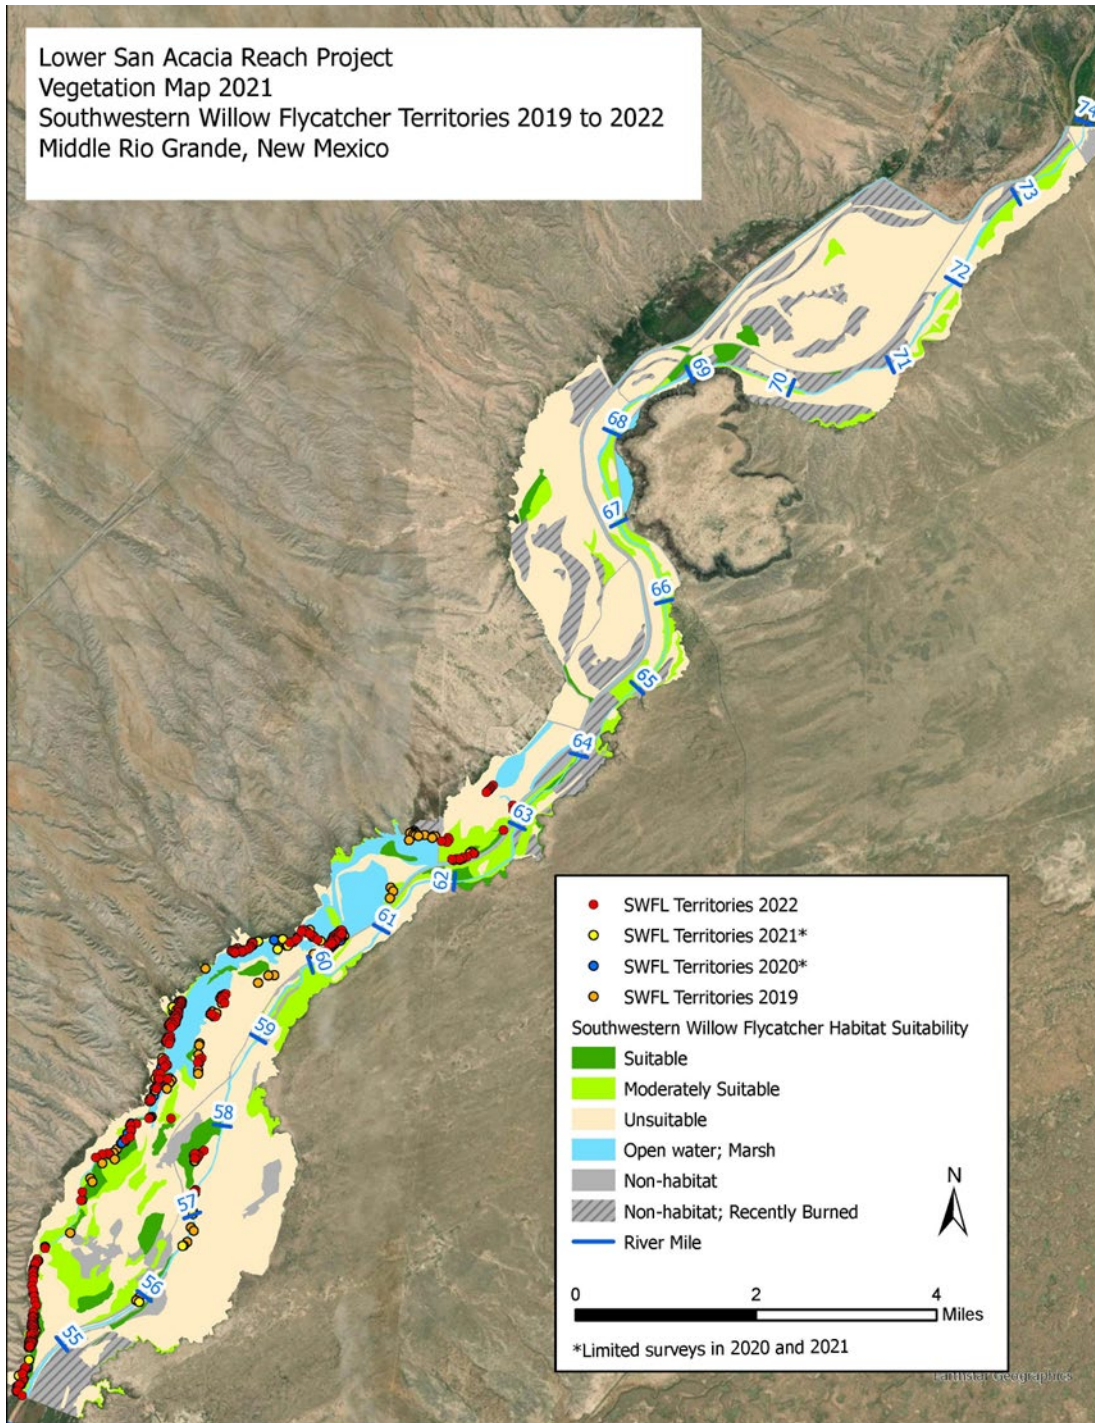 Lower San Acacia Reach Project
Vegetation Map 2021
Southwestern Willow Flycatcher Territories 2019 to 2022
Middle Rio Grande, New Mexico
74
73
72
71
70
69
68
67
66
65
64
63
62
61
60
59
58
57
56
55
SWFL Territories 2022
SWFL Territories 2021*
SWFL Territories 2020*
SWFL Territories 2019
Southwestern Willow Flycatcher Habitat Suitability
Suitable
Moderately Suitable
Unsuitable
Open water; Marsh
Non-habitat
Non-habitat; Recently Burned
River Mile
N
0 2 4
Miles
*Limited surveys in 2020 and 2021
Earthstar Geographics